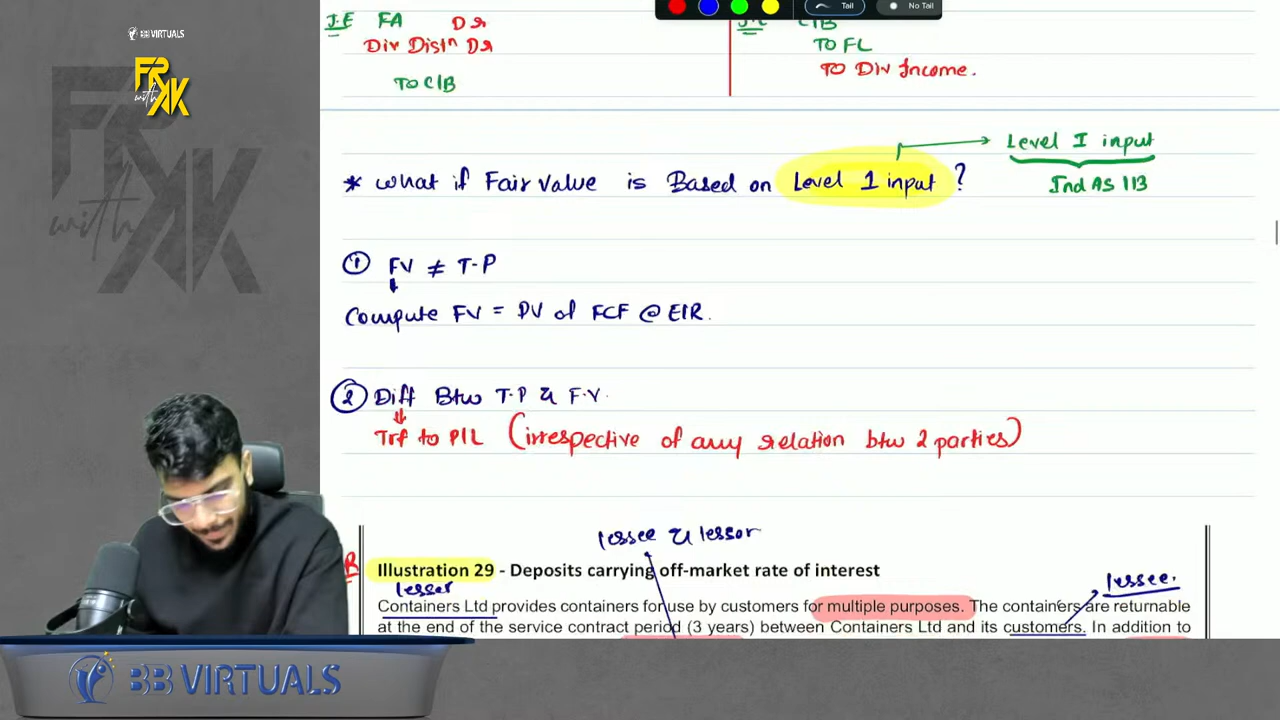 BB VIRTUALS
FR
with AK
FR
with
AK
Tail
No Tail
J.E FA Dr
Div Distn Dr
To C/B
To FL
To Div Income.
Level I input
Ind AS 113
* What if Fair Value is Based on Level 1 input ?
① FV ≠ T.P
Compute FV = PV of FCF @ EIR.
② Diff Btw T.P & F.V.
Trf to P/L (irrespective of any relation btw 2 parties)
lessee & lessor
Illustration 29 - Deposits carrying off-market rate of interest
lesser
lessee.
Containers Ltd provides containers for use by customers for multiple purposes. The containers are returnable
at the end of the service contract period (3 years) between Containers Ltd and its customers. In addition to
BB VIRTUALS